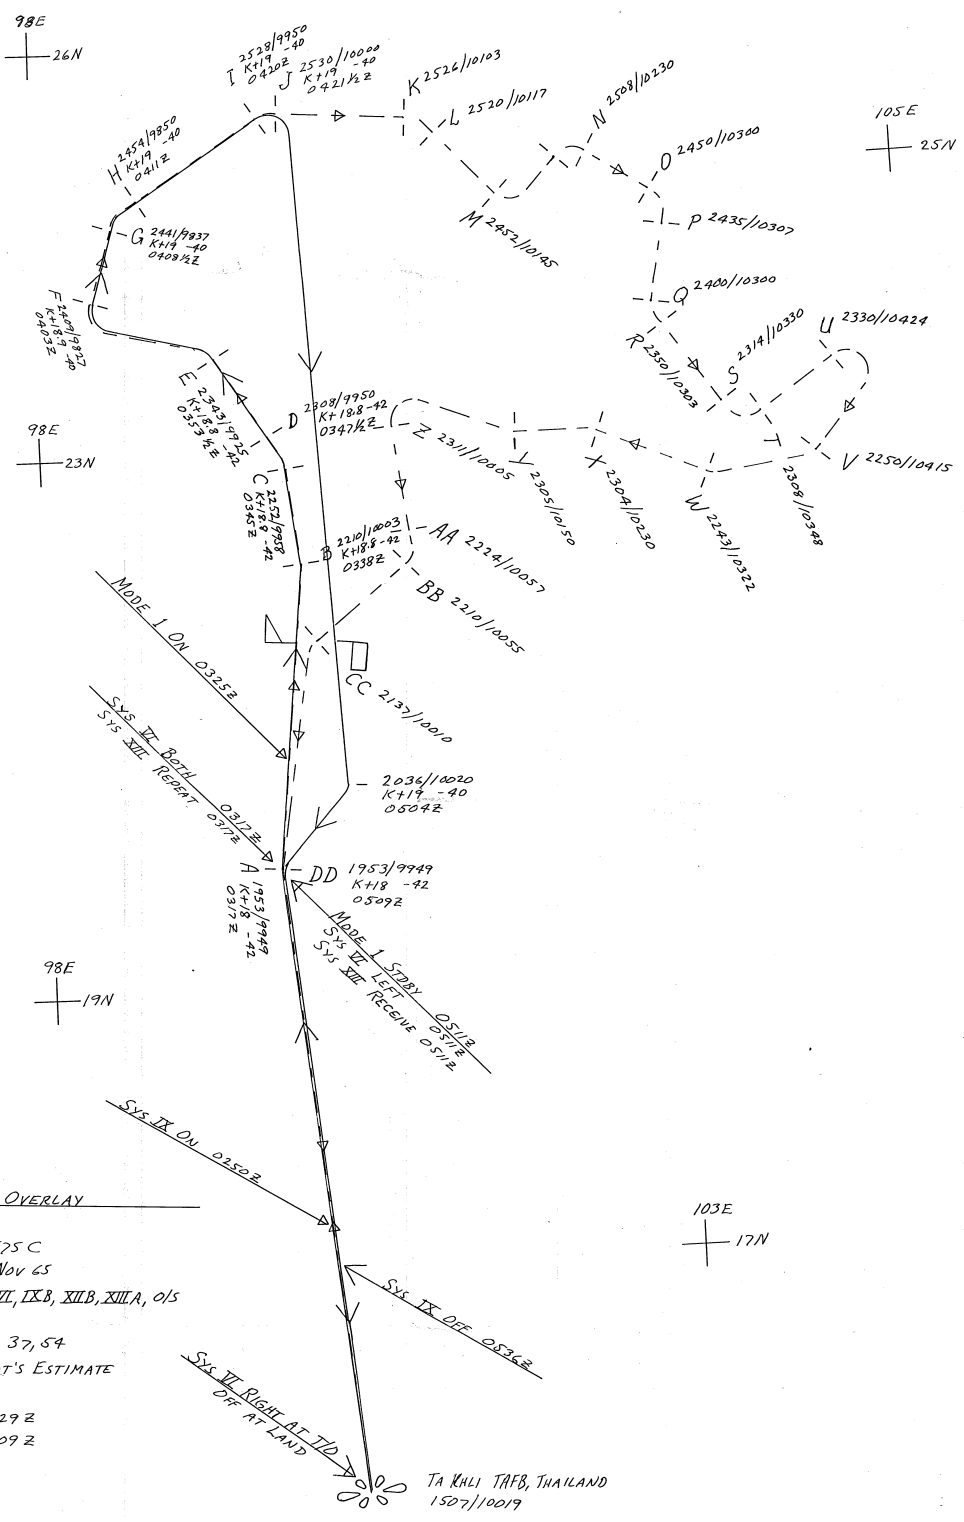 98E
26N
I 2528/9950
K+19 -40
0420Z
J 2530/10000
K+19 -40
0421½Z
K 2526/10103
L 2520/10117
M 2452/10145
N 2508/10230
O 2450/10300
P 2435/10307
Q 2400/10300
R 2350/10303
S 2314/10330
T 2308/10348
U 2330/10424
V 2250/10415
W 2243/10322
X 2304/10230
Y 2305/10150
Z 2311/10005
105E
25N
H 2454/9850
K+19 -40
0411Z
G 2441/9837
K+19 -40
0408½Z
F 2409/9827
K+18.9 -40
0403Z
E 2343/9925
K+18.8 -42
0353½Z
D 2308/9950
K+18.8 -42
0347½Z
98E
23N
C 2252/9958
K+18.8 -42
0345Z
B 2210/10003
K+18.8 -42
0338Z
AA 2224/10057
BB 2210/10055
CC 2137/10010
MODE 1 ON 0325Z
SYS VI BOTH 0317Z
SYS XIII REPEAT 0317Z
2036/10020
K+19 -40
0504Z
A 1953/9949
K+18 -42
0317Z
DD 1953/9949
K+18 -42
0509Z
MODE 1 STDBY 0511Z
SYS VI LEFT 0511Z
SYS XIII RECEIVE 0511Z
98E
19N
SYS IX ON 0250Z
OVERLAY
75C
Nov 65
VI, IXB, XIIB, XIIIA, O/S
37,54
T'S ESTIMATE
29Z
09Z
103E
17N
SYS IX OFF 0536Z
SYS VI RIGHT AT T/O
OFF AT LAND
TA KHLI TAFB, THAILAND
1507/10019